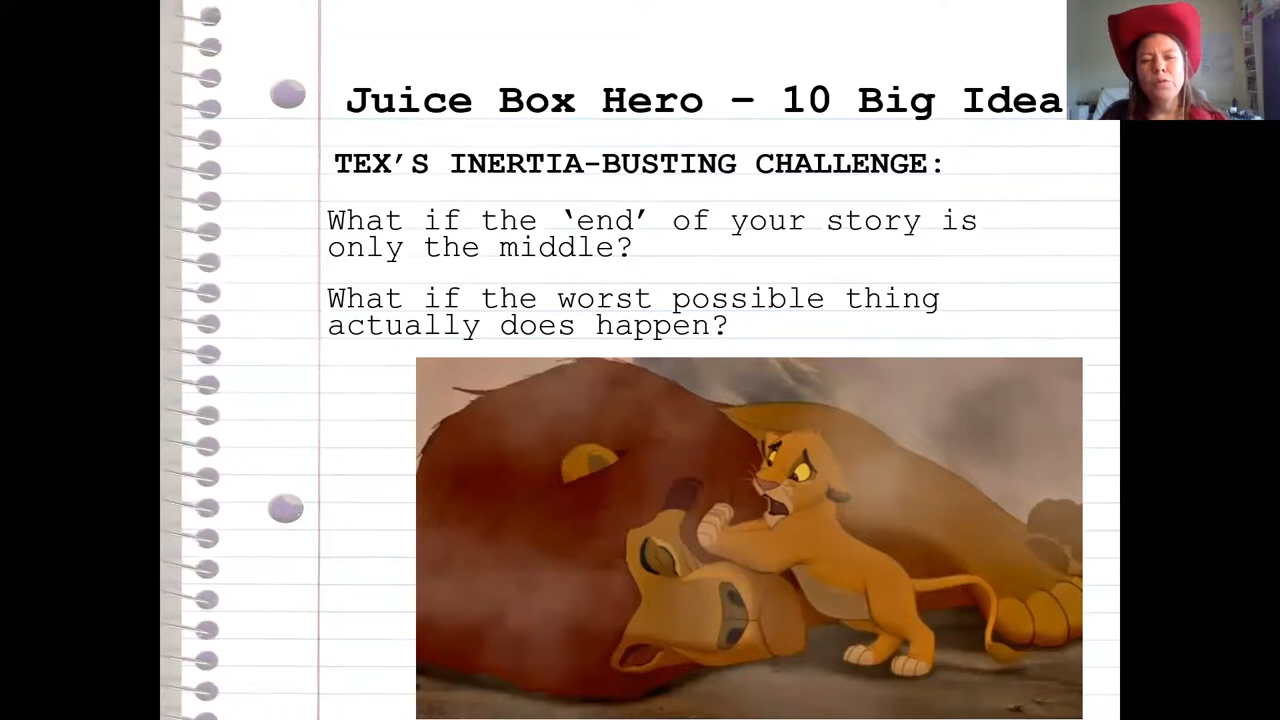 Juice Box Hero – 10 Big Idea
TEX’S INERTIA-BUSTING CHALLENGE:
What if the ‘end’ of your story is
only the middle?
What if the worst possible thing
actually does happen?